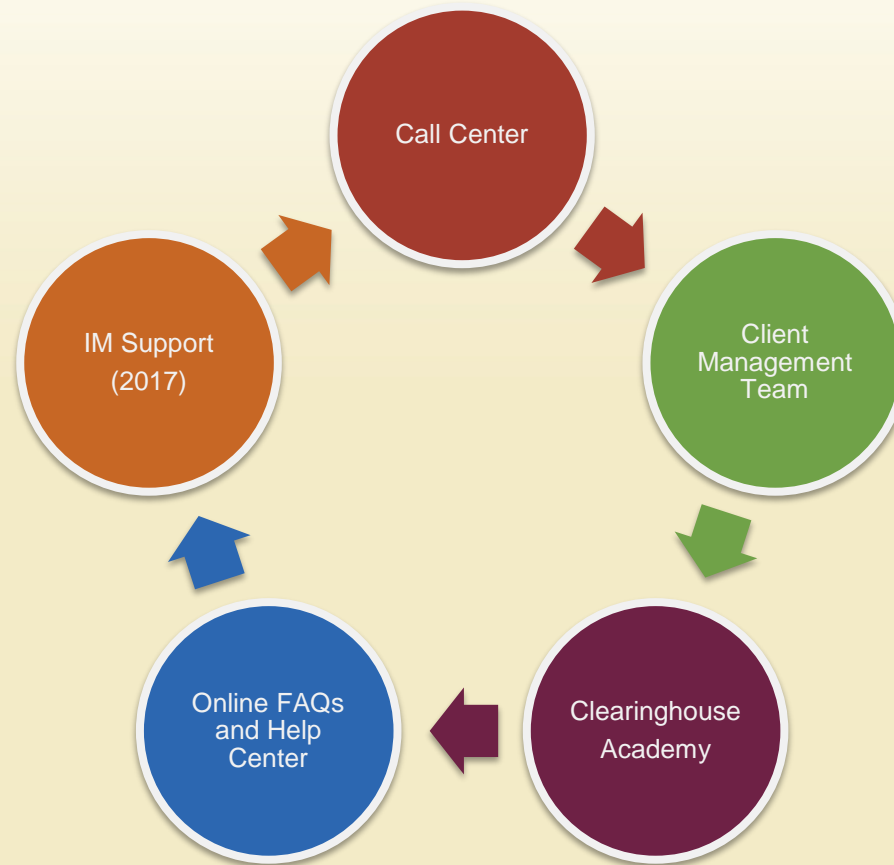 Call Center
Client
Management
Team
Clearinghouse
Academy
Online FAQs
and Help
Center
IM Support
(2017)